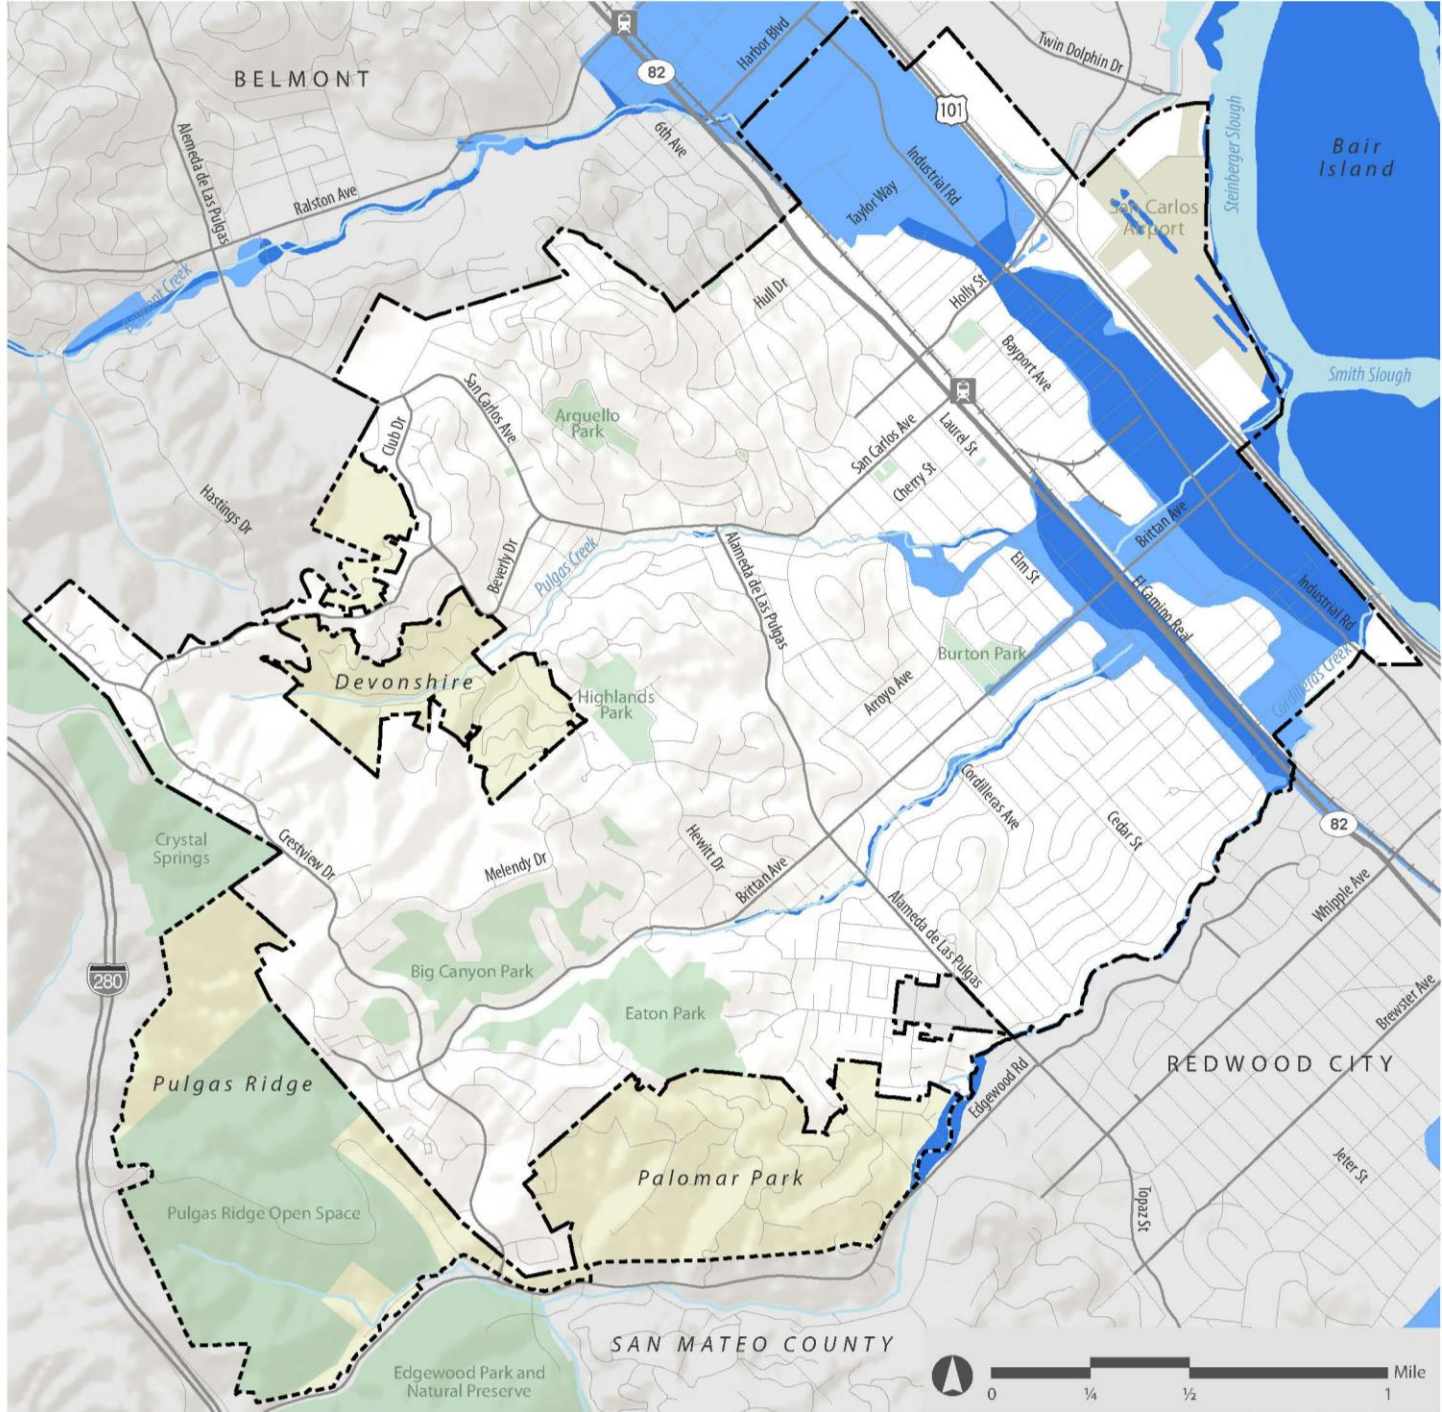 BELMONT
82
Harbor Blvd
Twin Dolphin Dr
101
6th Ave
Alameda de Las Pulgas
Ralston Ave
Industrial Rd
Taylor Way
Steinberger Slough
Bair
Island
San Carlos
Airport
Belmont Creek
Hull Dr
Holly St
Bayport Ave
Smith Slough
San Carlos Ave
Arguello
Park
Club Dr
Laurel St
San Carlos Ave
Cherry St
Hastings Dr
Brittan Ave
Beverly Dr
Pulgas Creek
Alameda de Las Pulgas
Elm St
El Camino Real
Industrial Rd
Burton Park
Cordilleras Creek
Devonshire
Highlands
Park
Arroyo Ave
Cordilleras Ave
Cedar St
82
Crystal
Springs
Crestview Dr
Melendy Dr
Hewitt Dr
Brittan Ave
Whipple Ave
Alameda de Las Pulgas
280
Big Canyon Park
Eaton Park
Brewster Ave
REDWOOD CITY
Pulgas Ridge
Edgewood Rd
Palomar Park
Jeter St
Topaz St
Pulgas Ridge Open Space
SAN MATEO COUNTY
Edgewood Park and
Natural Preserve
Mile
0 ¼ ½ 1